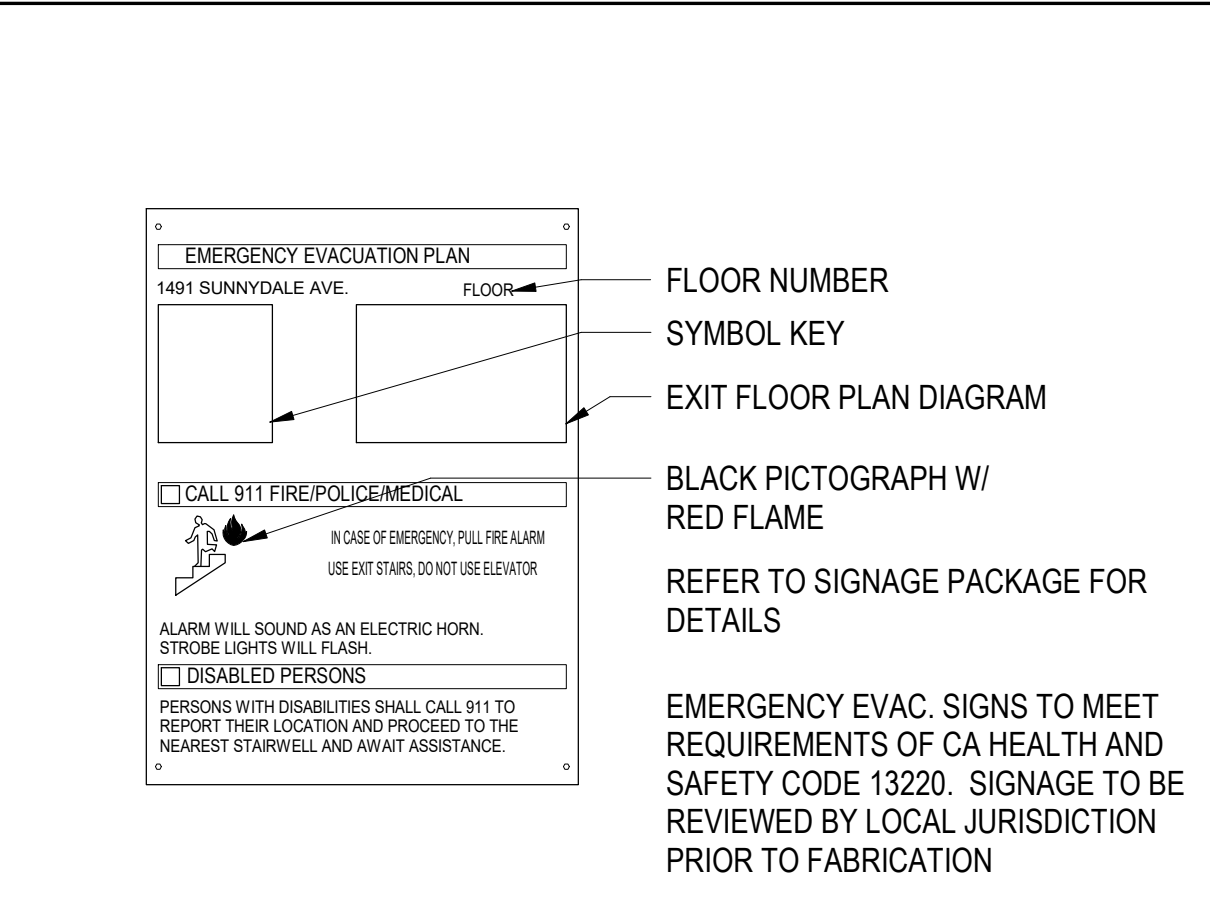 EMERGENCY EVACUATION PLAN
1491 SUNNYDALE AVE.
FLOOR
CALL 911 FIRE/POLICE/MEDICAL
IN CASE OF EMERGENCY, PULL FIRE ALARM
USE EXIT STAIRS, DO NOT USE ELEVATOR
ALARM WILL SOUND AS AN ELECTRIC HORN.
STROBE LIGHTS WILL FLASH.
DISABLED PERSONS
PERSONS WITH DISABILITIES SHALL CALL 911 TO
REPORT THEIR LOCATION AND PROCEED TO THE
NEAREST STAIRWELL AND AWAIT ASSISTANCE.
FLOOR NUMBER
SYMBOL KEY
EXIT FLOOR PLAN DIAGRAM
BLACK PICTOGRAPH W/
RED FLAME
REFER TO SIGNAGE PACKAGE FOR
DETAILS
EMERGENCY EVAC. SIGNS TO MEET
REQUIREMENTS OF CA HEALTH AND
SAFETY CODE 13220.  SIGNAGE TO BE
REVIEWED BY LOCAL JURISDICTION
PRIOR TO FABRICATION